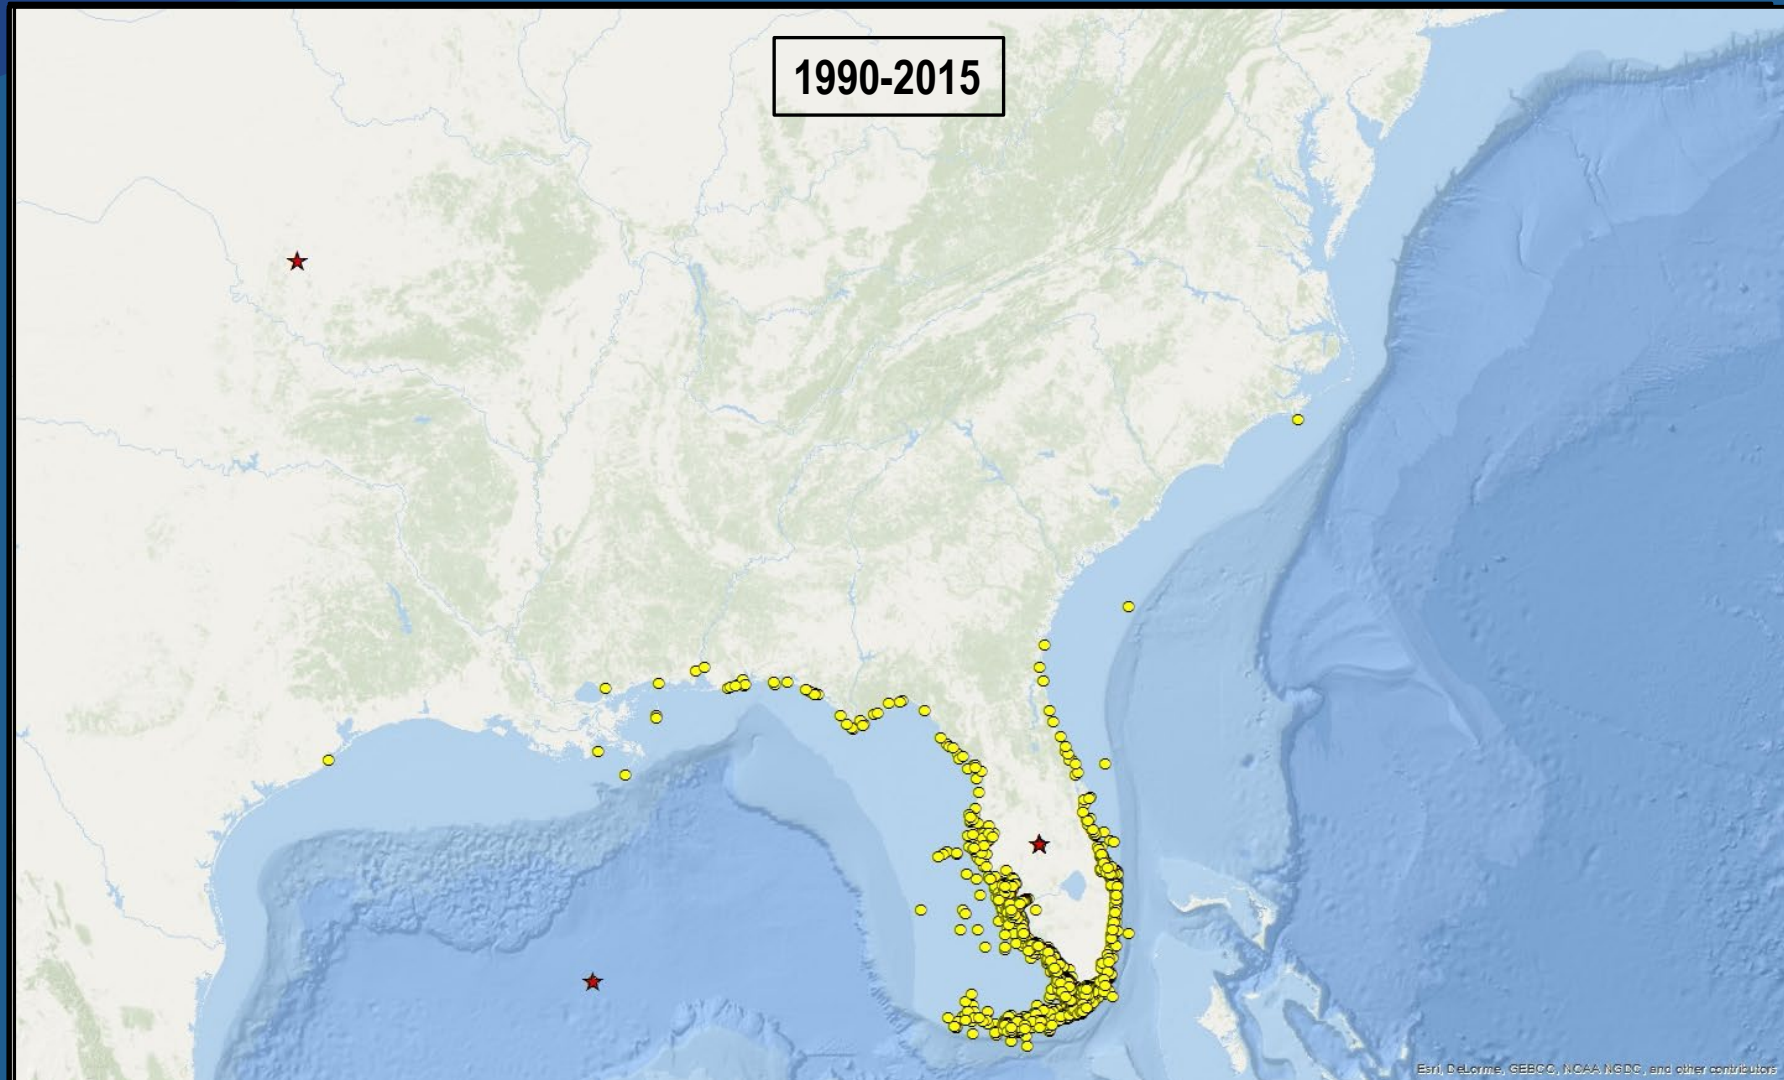 1990-2015
Esri, DeLorme, GEBCO, NOAA NGDC, and other contributors